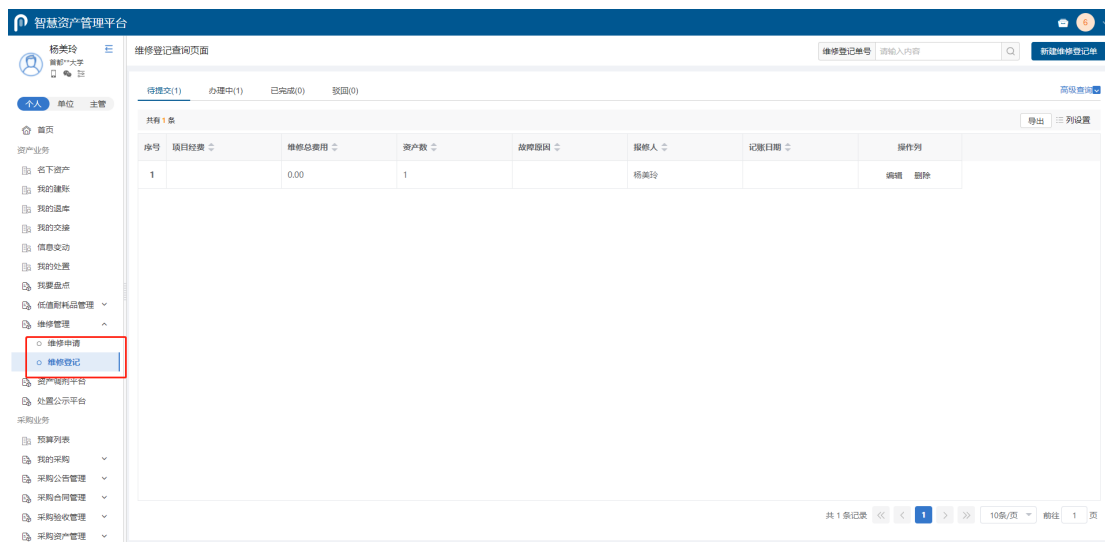 智慧资产管理平台
6
杨美玲
首都**大学
个人 单位 主管
首页
资产业务
名下资产
我的建账
我的退库
我的交接
信息变动
我的处置
我要盘点
低值耐耗品管理
维修管理
维修申请
维修登记
资产调剂平台
处置公示平台
采购业务
预算列表
我的采购
采购公告管理
采购合同管理
采购验收管理
采购资产管理
维修登记查询页面
维修登记单号 请输入内容 新建维修登记单
待提交(1) 办理中(1) 已完成(0) 驳回(0) 高级查询
共有 1 条 导出 列设置
序号 项目经费 维修总费用 资产数 故障原因 报修人 记账日期 操作列
1 0.00 1 杨美玲 编辑 删除
共 1 条记录 1 10条/页 前往 1 页